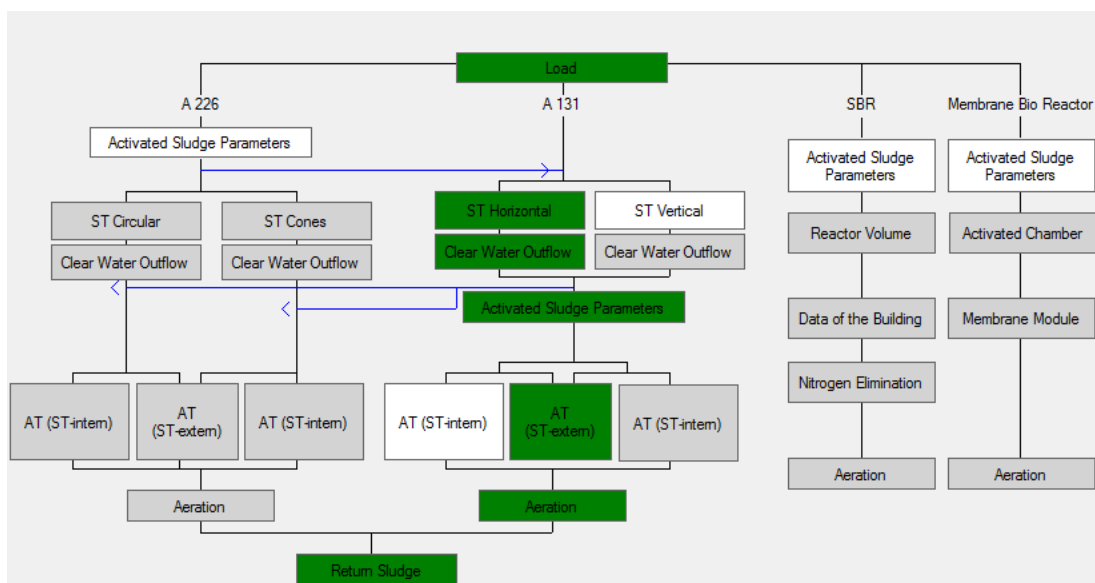 Load
A 226
A 131
SBR
Membrane Bio Reactor
Activated Sludge Parameters
Activated Sludge
Parameters
Activated Sludge
Parameters
ST Circular
ST Cones
ST Horizontal
ST Vertical
Reactor Volume
Activated Chamber
Clear Water Outflow
Clear Water Outflow
Clear Water Outflow
Clear Water Outflow
Activated Sludge Parameters
Data of the Building
Membrane Module
Nitrogen Elimination
AT (ST-intern)
AT
(ST-extern)
AT (ST-intern)
AT (ST-intern)
AT
(ST-extern)
AT (ST-intern)
Aeration
Aeration
Aeration
Aeration
Return Sludge